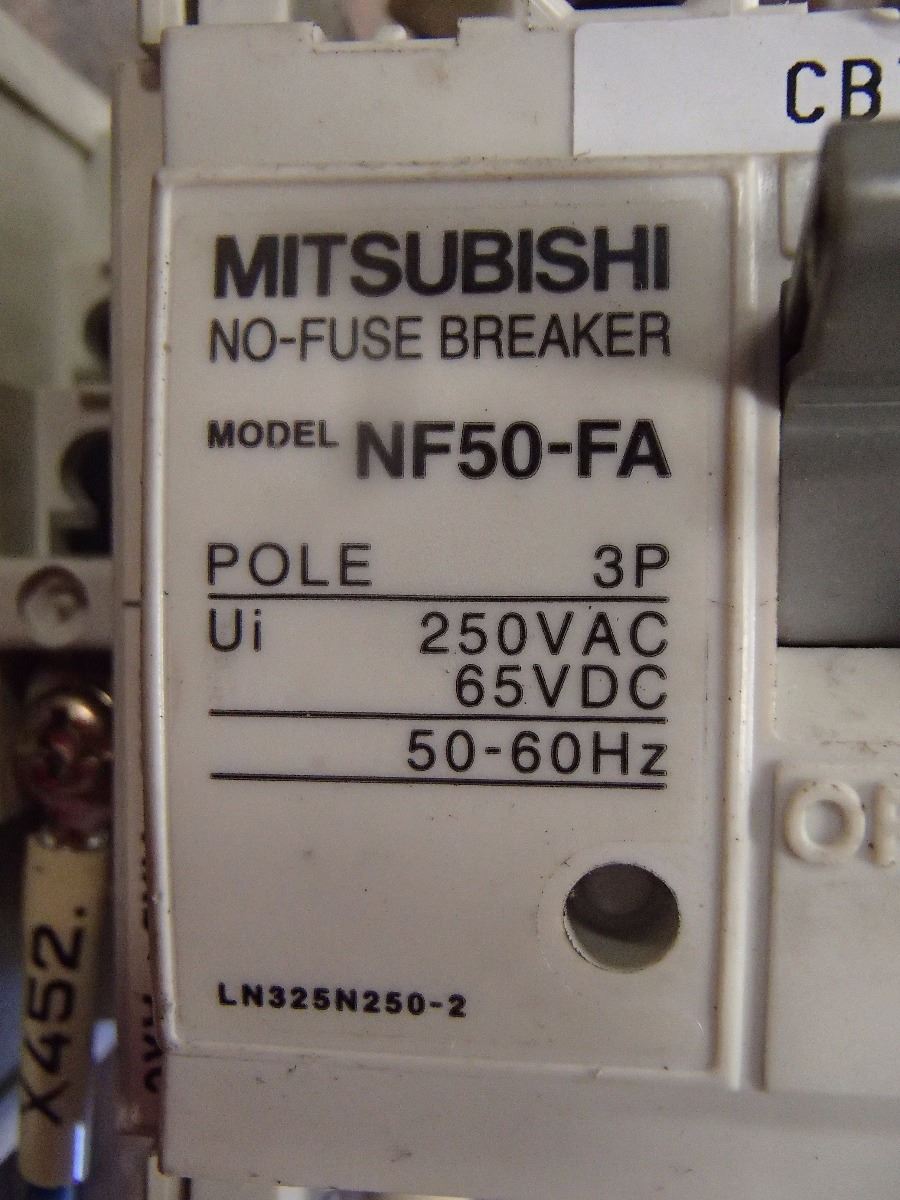 CB
MITSUBISHI
NO-FUSE BREAKER
MODEL NF50-FA
POLE 3P
Ui 250VAC
65VDC
50-60Hz
LN325N250-2
X452.